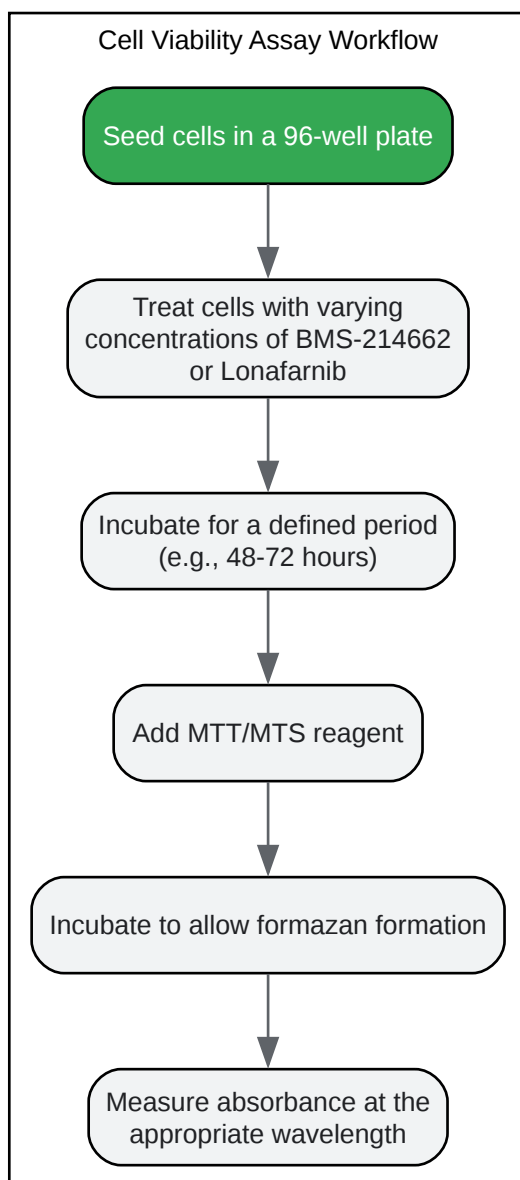 Cell Viability Assay Workflow
Seed cells in a 96-well plate
Treat cells with varying
concentrations of BMS-214662
or Lonafarnib
Incubate for a defined period
(e.g., 48-72 hours)
Add MTT/MTS reagent
Incubate to allow formazan formation
Measure absorbance at the
appropriate wavelength